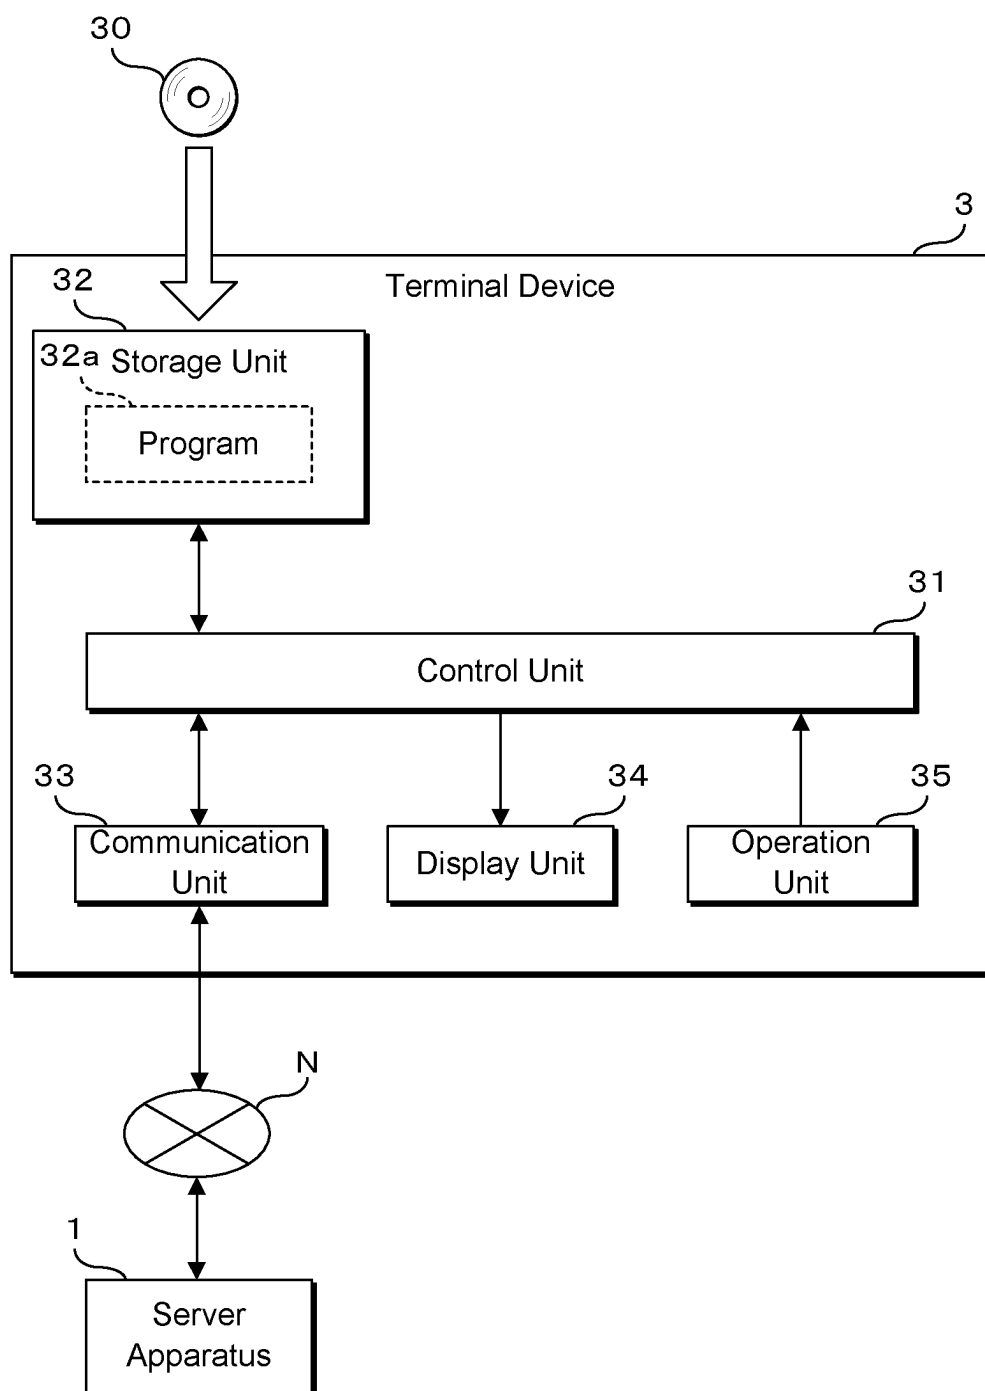 30
3
Terminal Device
32
Storage Unit
32a
Program
31
Control Unit
33
Communication
Unit
34
Display Unit
35
Operation
Unit
N
1
Server
Apparatus